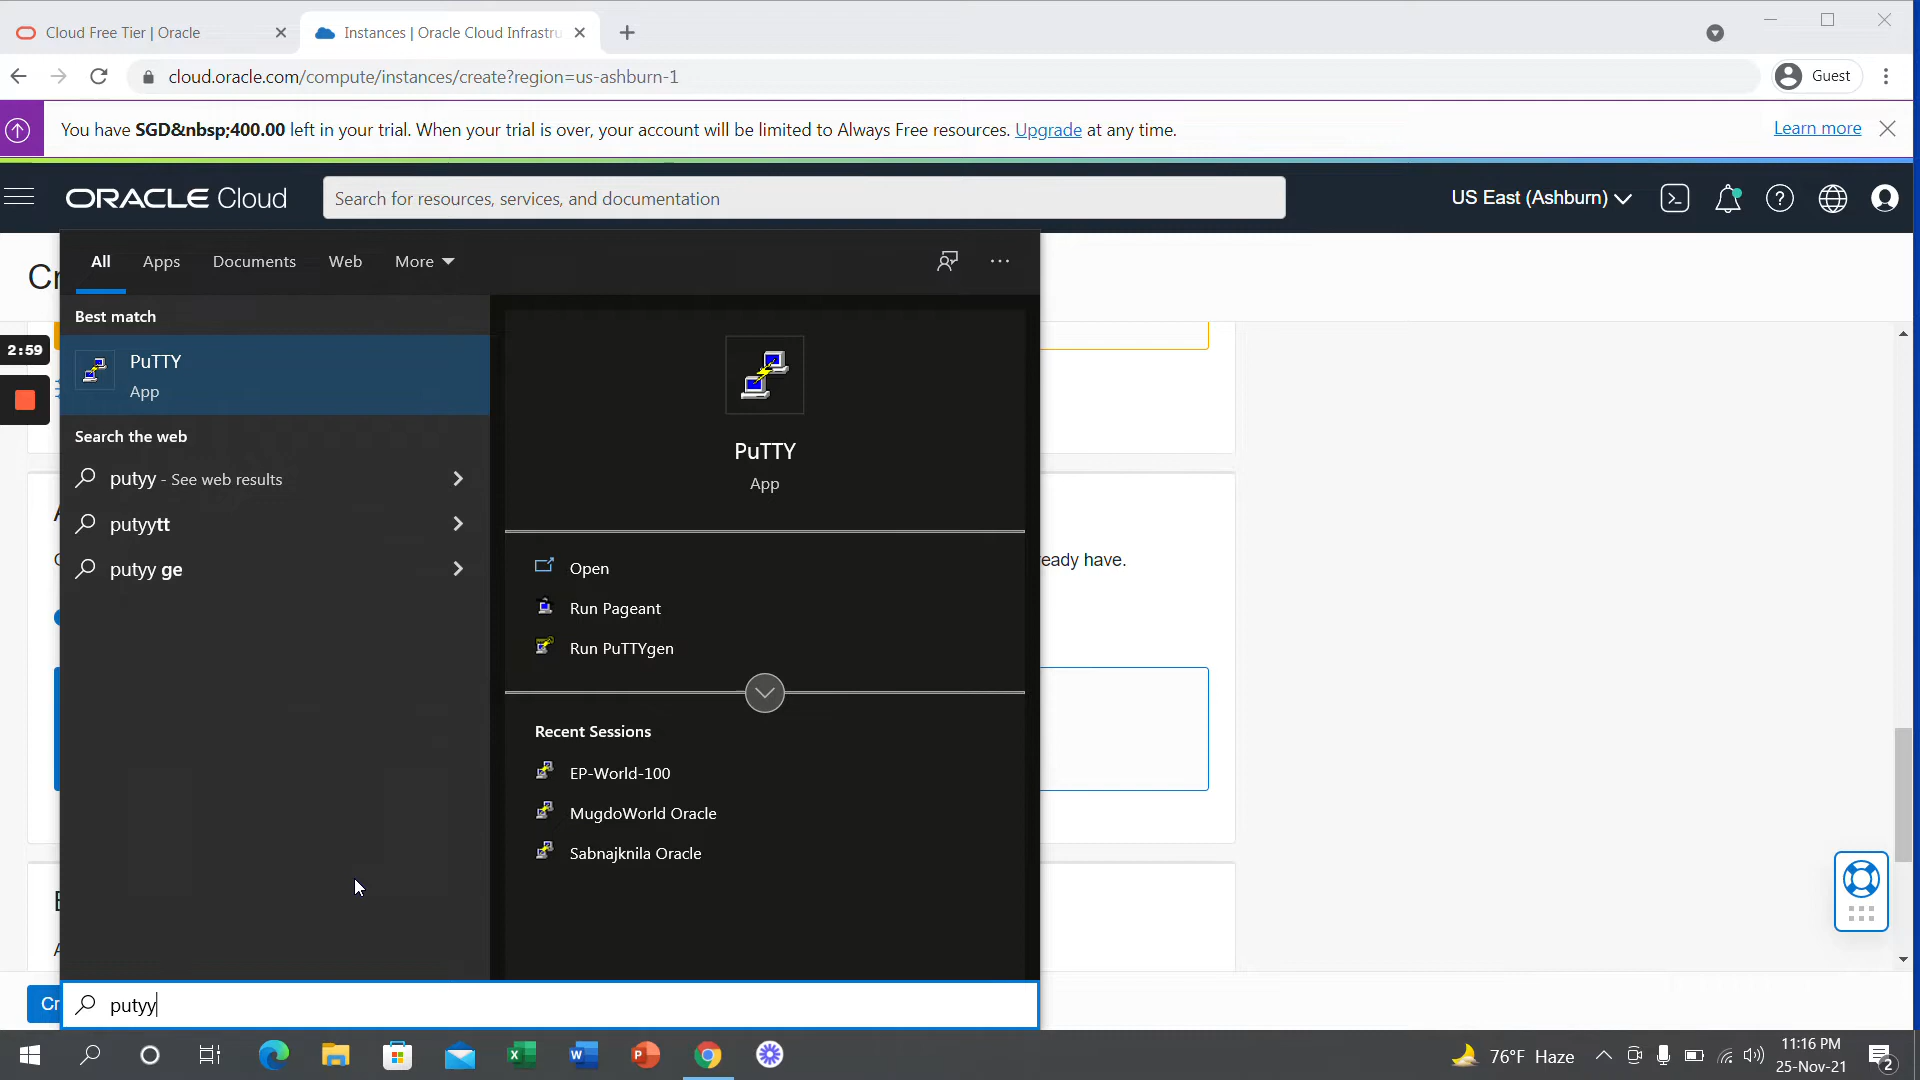 Cloud Free Tier | Oracle
Instances | Oracle Cloud Infrastru
cloud.oracle.com/compute/instances/create?region=us-ashburn-1
Guest
You have SGD&nbsp;400.00 left in your trial. When your trial is over, your account will be limited to Always Free resources. Upgrade at any time.
Learn more
ORACLE Cloud
Search for resources, services, and documentation
US East (Ashburn)
All
Apps
Documents
Web
More
Cr
Best match
2:59
PuTTY
App
Search the web
putyy - See web results
putyytt
putyy ge
PuTTY
App
Open
Run Pageant
Run PuTTYgen
Recent Sessions
EP-World-100
MugdoWorld Oracle
Sabnajknila Oracle
eady have.
Cr
putyy
76°F Haze
11:16 PM
25-Nov-21
2